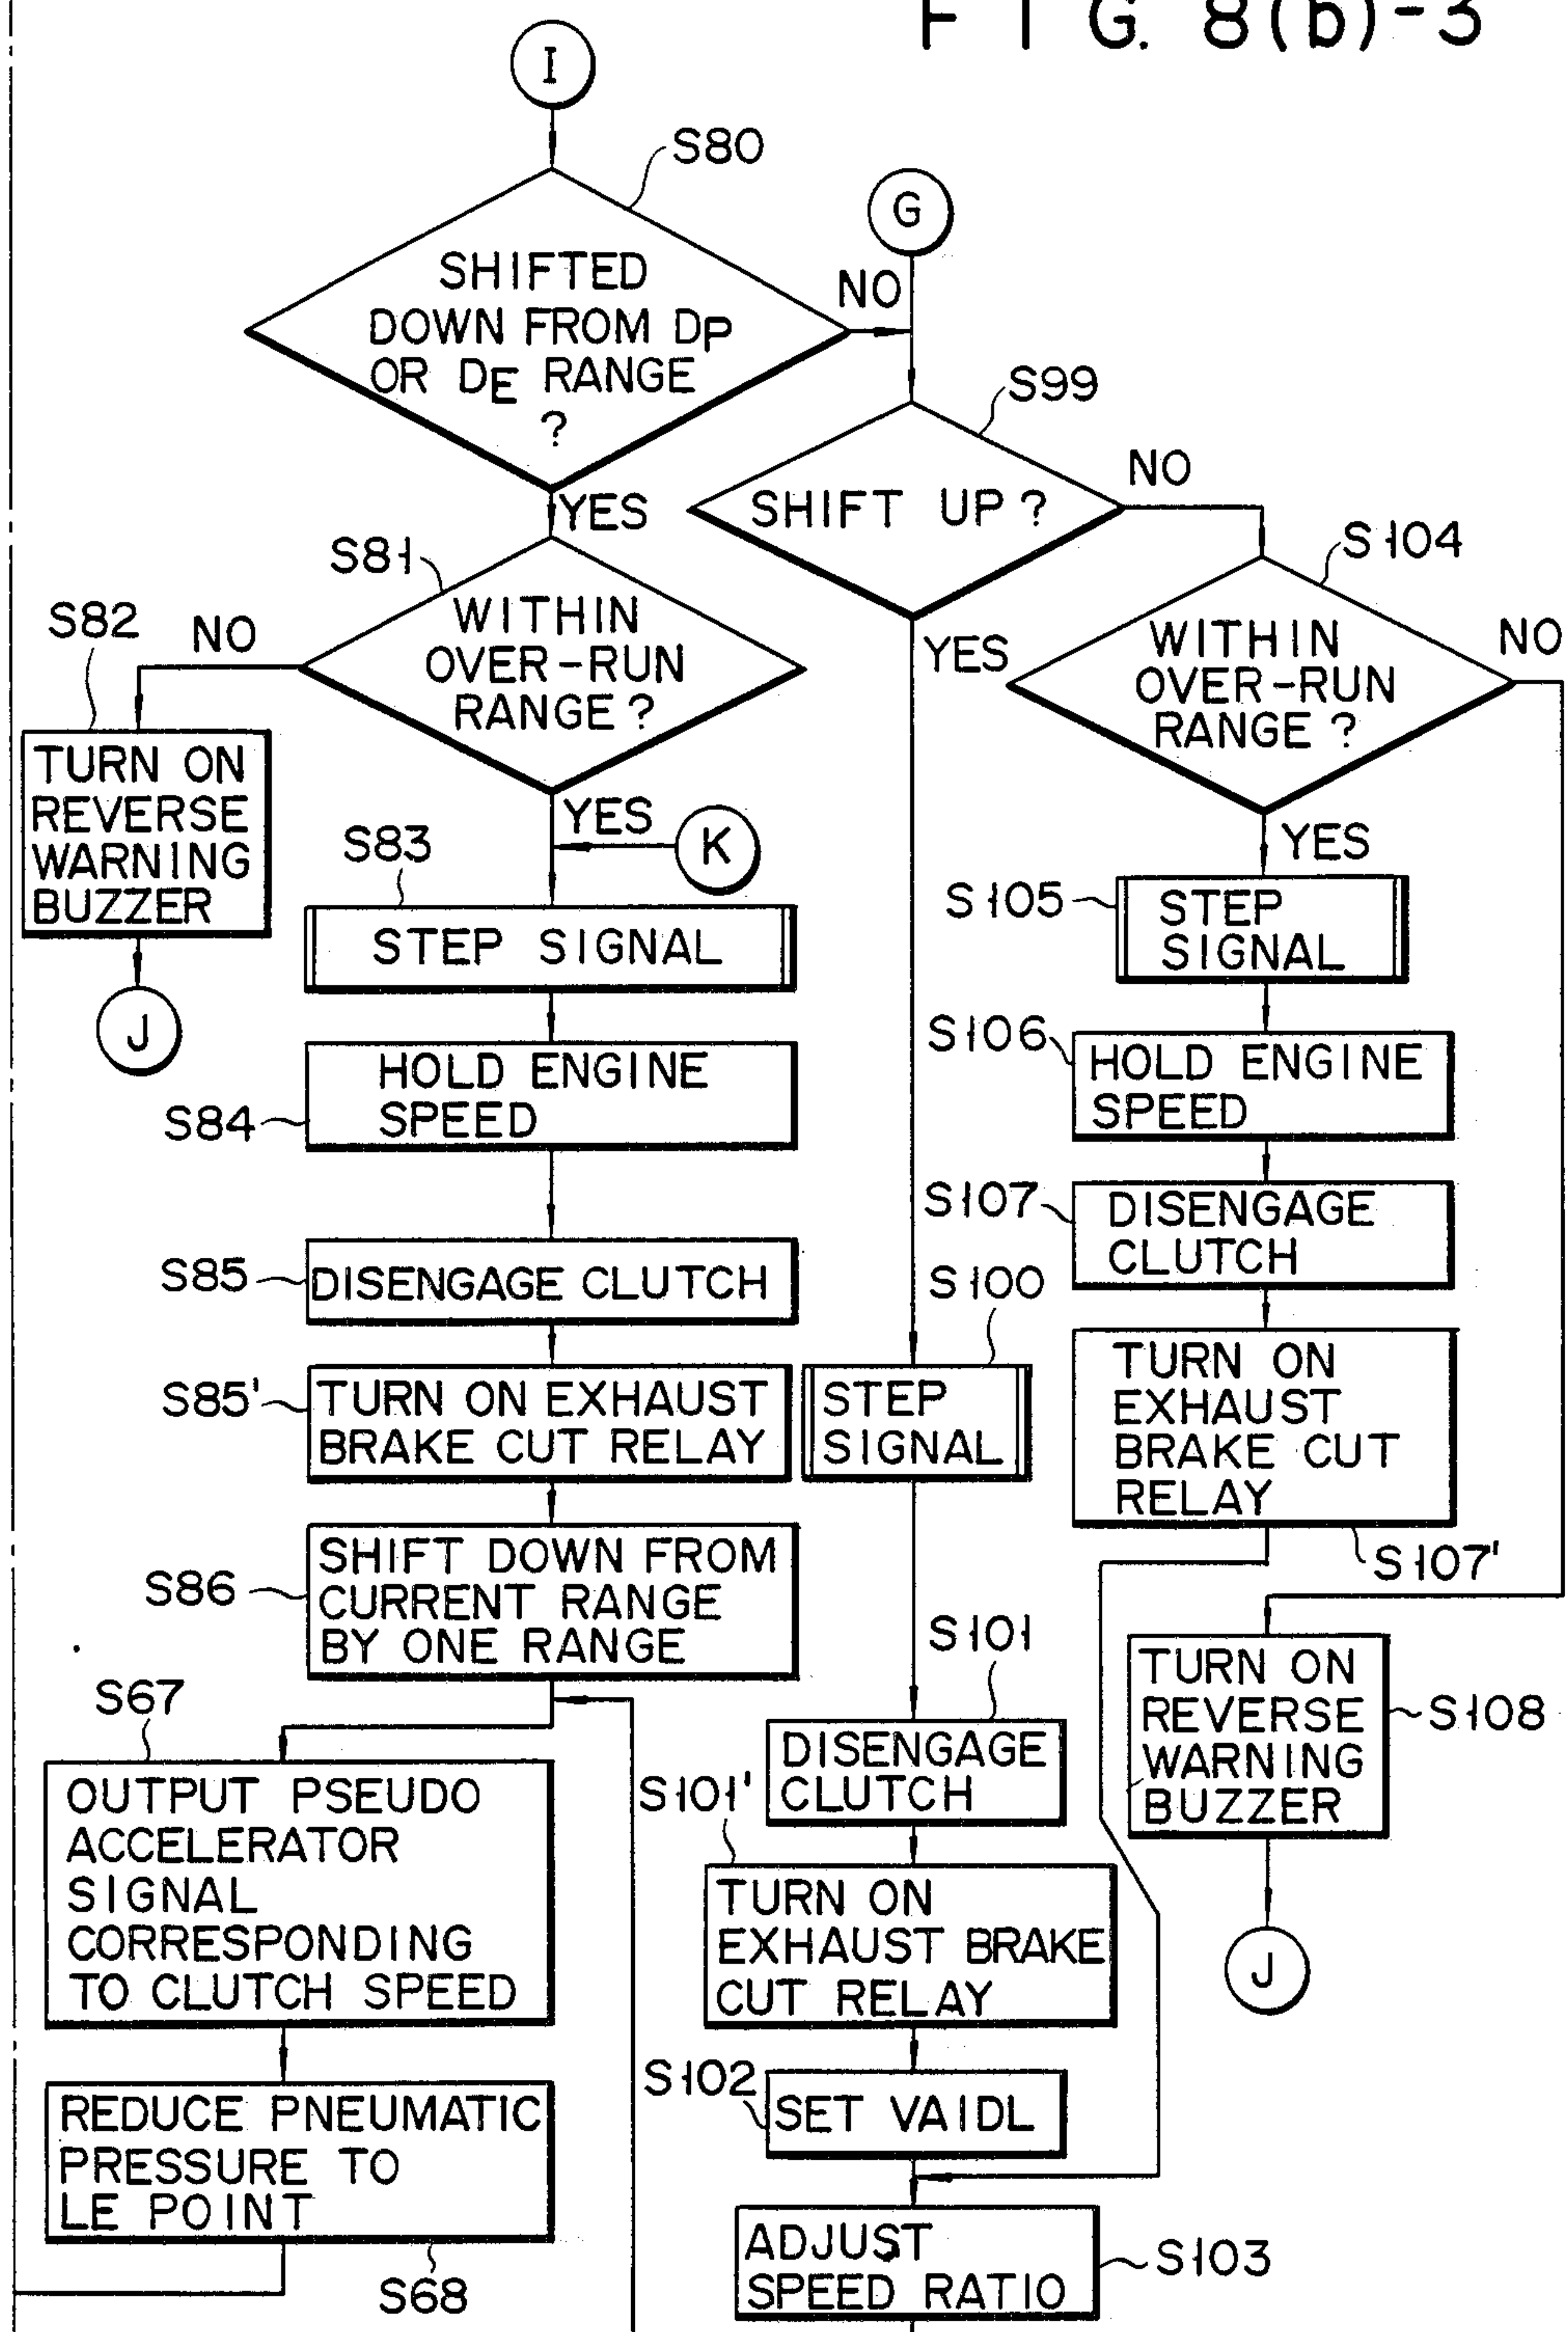 FIG. 8(b)-3
I
S80
SHIFTED
DOWN FROM DP
OR DE RANGE
?
NO
YES
G
S99
SHIFT UP?
NO
YES
S81
WITHIN
OVER-RUN
RANGE?
NO
YES
S82
TURN ON
REVERSE
WARNING
BUZZER
J
K
S83
STEP SIGNAL
S84
HOLD ENGINE
SPEED
S85
DISENGAGE CLUTCH
S85'
TURN ON EXHAUST
BRAKE CUT RELAY
S86
SHIFT DOWN FROM
CURRENT RANGE
BY ONE RANGE
S67
OUTPUT PSEUDO
ACCELERATOR
SIGNAL
CORRESPONDING
TO CLUTCH SPEED
REDUCE PNEUMATIC
PRESSURE TO
LE POINT
S68
S100
STEP
SIGNAL
S101
DISENGAGE
CLUTCH
S101'
TURN ON
EXHAUST BRAKE
CUT RELAY
S102
SET VAIDL
ADJUST
SPEED RATIO
S103
S104
WITHIN
OVER-RUN
RANGE?
NO
YES
S105
STEP
SIGNAL
S106
HOLD ENGINE
SPEED
S107
DISENGAGE
CLUTCH
TURN ON
EXHAUST
BRAKE CUT
RELAY
S107'
TURN ON
REVERSE
WARNING
BUZZER
S108
J